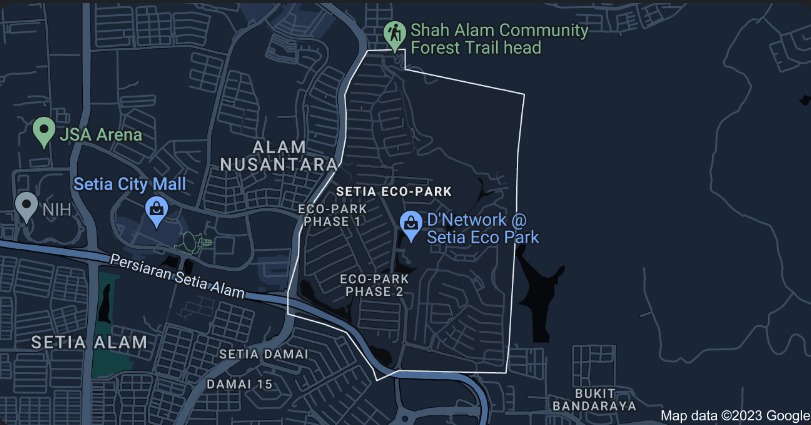 Shah Alam Community
Forest Trail head
JSA Arena
ALAM
NUSANTARA
Setia City Mall
SETIA ECO-PARK
NIH
ECO-PARK
PHASE 1
D'Network @
Setia Eco Park
Persiaran Setia Alam
ECO-PARK
PHASE 2
SETIA ALAM
SETIA DAMAI
DAMAI 15
BUKIT
BANDARAYA
Map data ©2023 Google